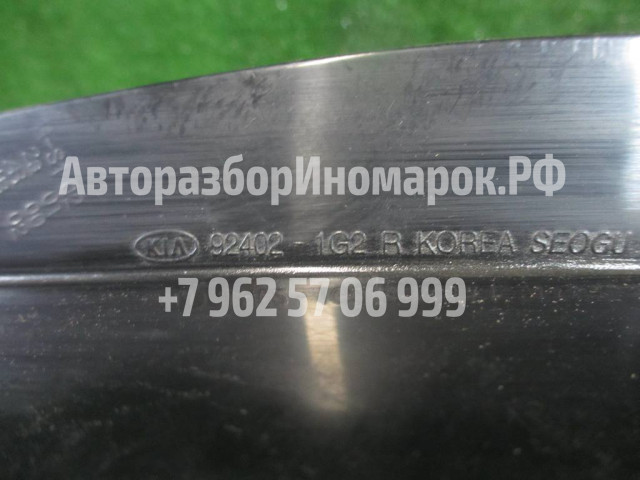 АвторазборИномарок.РФ
KIA 92402 - 1G2 R KOREA SEOGU
+7 962 57 06 999